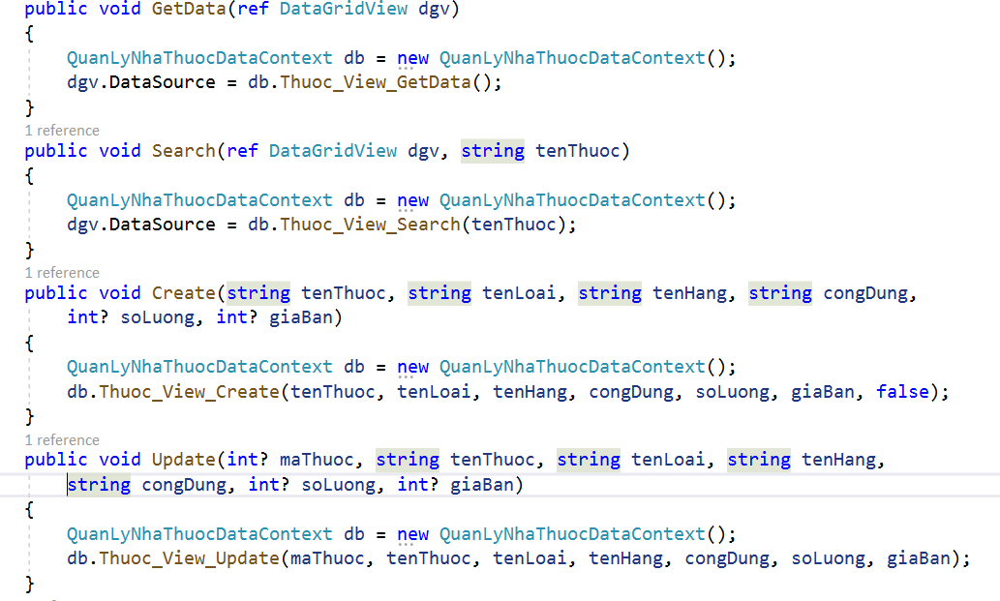 public void GetData(ref DataGridView dgv)
{
QuanLyNhaThuocDataContext db = new QuanLyNhaThuocDataContext();
dgv.DataSource = db.Thuoc_View_GetData();
}
1 reference
public void Search(ref DataGridView dgv, string tenThuoc)
{
QuanLyNhaThuocDataContext db = new QuanLyNhaThuocDataContext();
dgv.DataSource = db.Thuoc_View_Search(tenThuoc);
}
1 reference
public void Create(string tenThuoc, string tenLoai, string tenHang, string congDung,
int? soLuong, int? giaBan)
{
QuanLyNhaThuocDataContext db = new QuanLyNhaThuocDataContext();
db.Thuoc_View_Create(tenThuoc, tenLoai, tenHang, congDung, soLuong, giaBan, false);
}
1 reference
public void Update(int? maThuoc, string tenThuoc, string tenLoai, string tenHang,
string congDung, int? soLuong, int? giaBan)
{
QuanLyNhaThuocDataContext db = new QuanLyNhaThuocDataContext();
db.Thuoc_View_Update(maThuoc, tenThuoc, tenLoai, tenHang, congDung, soLuong, giaBan);
}